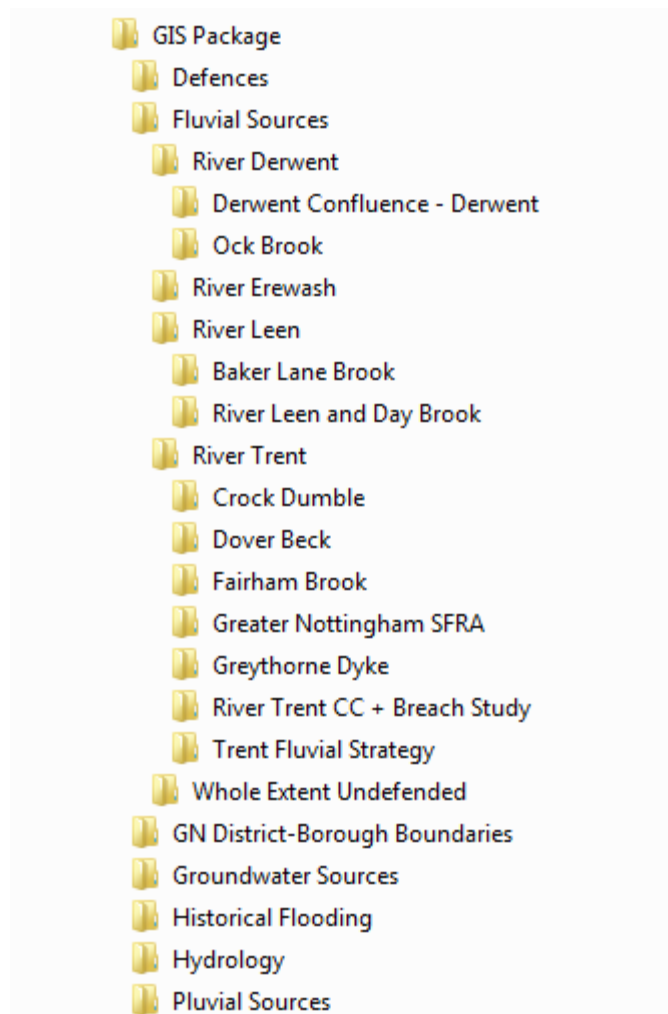 GIS Package
Defences
Fluvial Sources
River Derwent
Derwent Confluence - Derwent
Ock Brook
River Erewash
River Leen
Baker Lane Brook
River Leen and Day Brook
River Trent
Crock Dumble
Dover Beck
Fairham Brook
Greater Nottingham SFRA
Greythorne Dyke
River Trent CC + Breach Study
Trent Fluvial Strategy
Whole Extent Undefended
GN District-Borough Boundaries
Groundwater Sources
Historical Flooding
Hydrology
Pluvial Sources